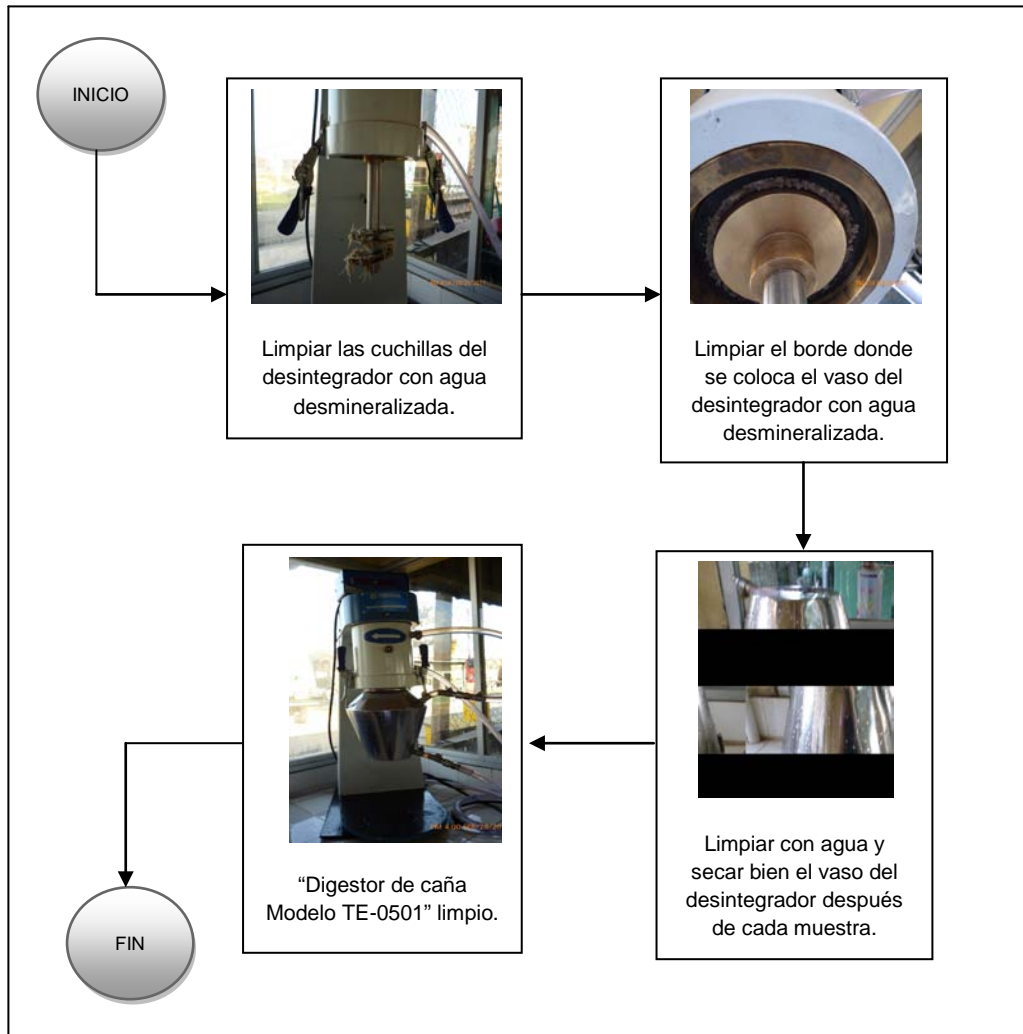 INICIO
Limpiar las cuchillas del
desintegrador con agua
desmineralizada.
Limpiar el borde donde
se coloca el vaso del
desintegrador con agua
desmineralizada.
Limpiar con agua y
secar bien el vaso del
desintegrador después
de cada muestra.
“Digestor de caña
Modelo TE-0501” limpio.
FIN